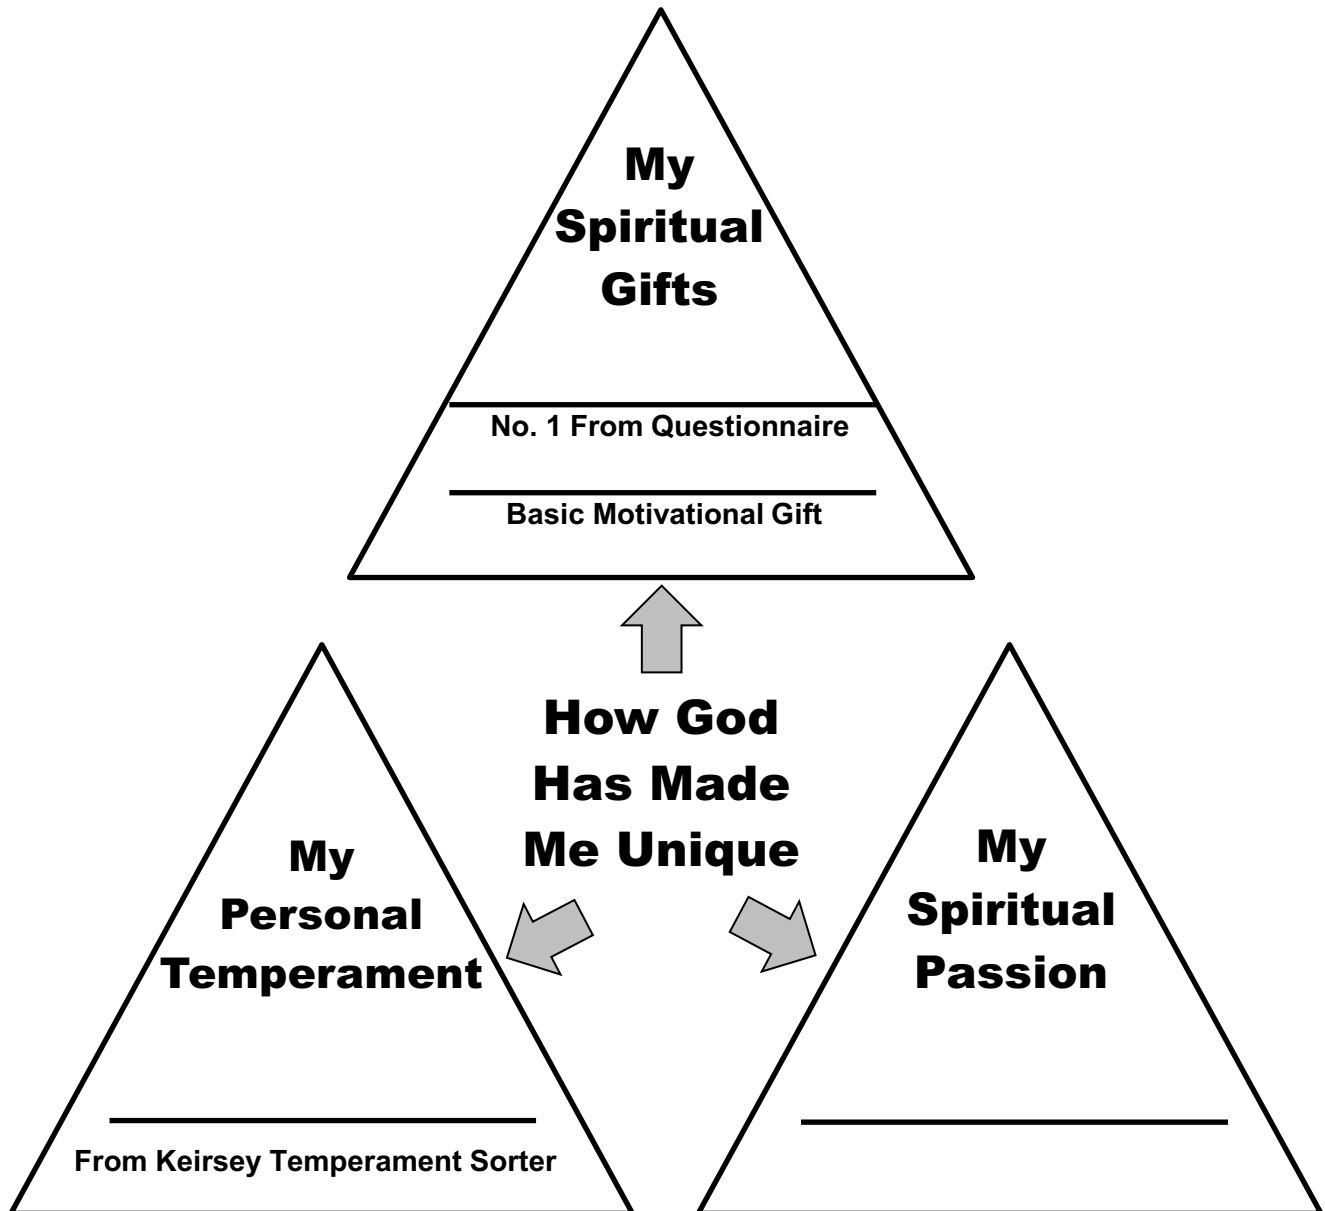 My
Spiritual
Gifts
No. 1 From Questionnaire
Basic Motivational Gift
How God
Has Made
Me Unique
My
Personal
Temperament
From Keirsey Temperament Sorter
My
Spiritual
Passion